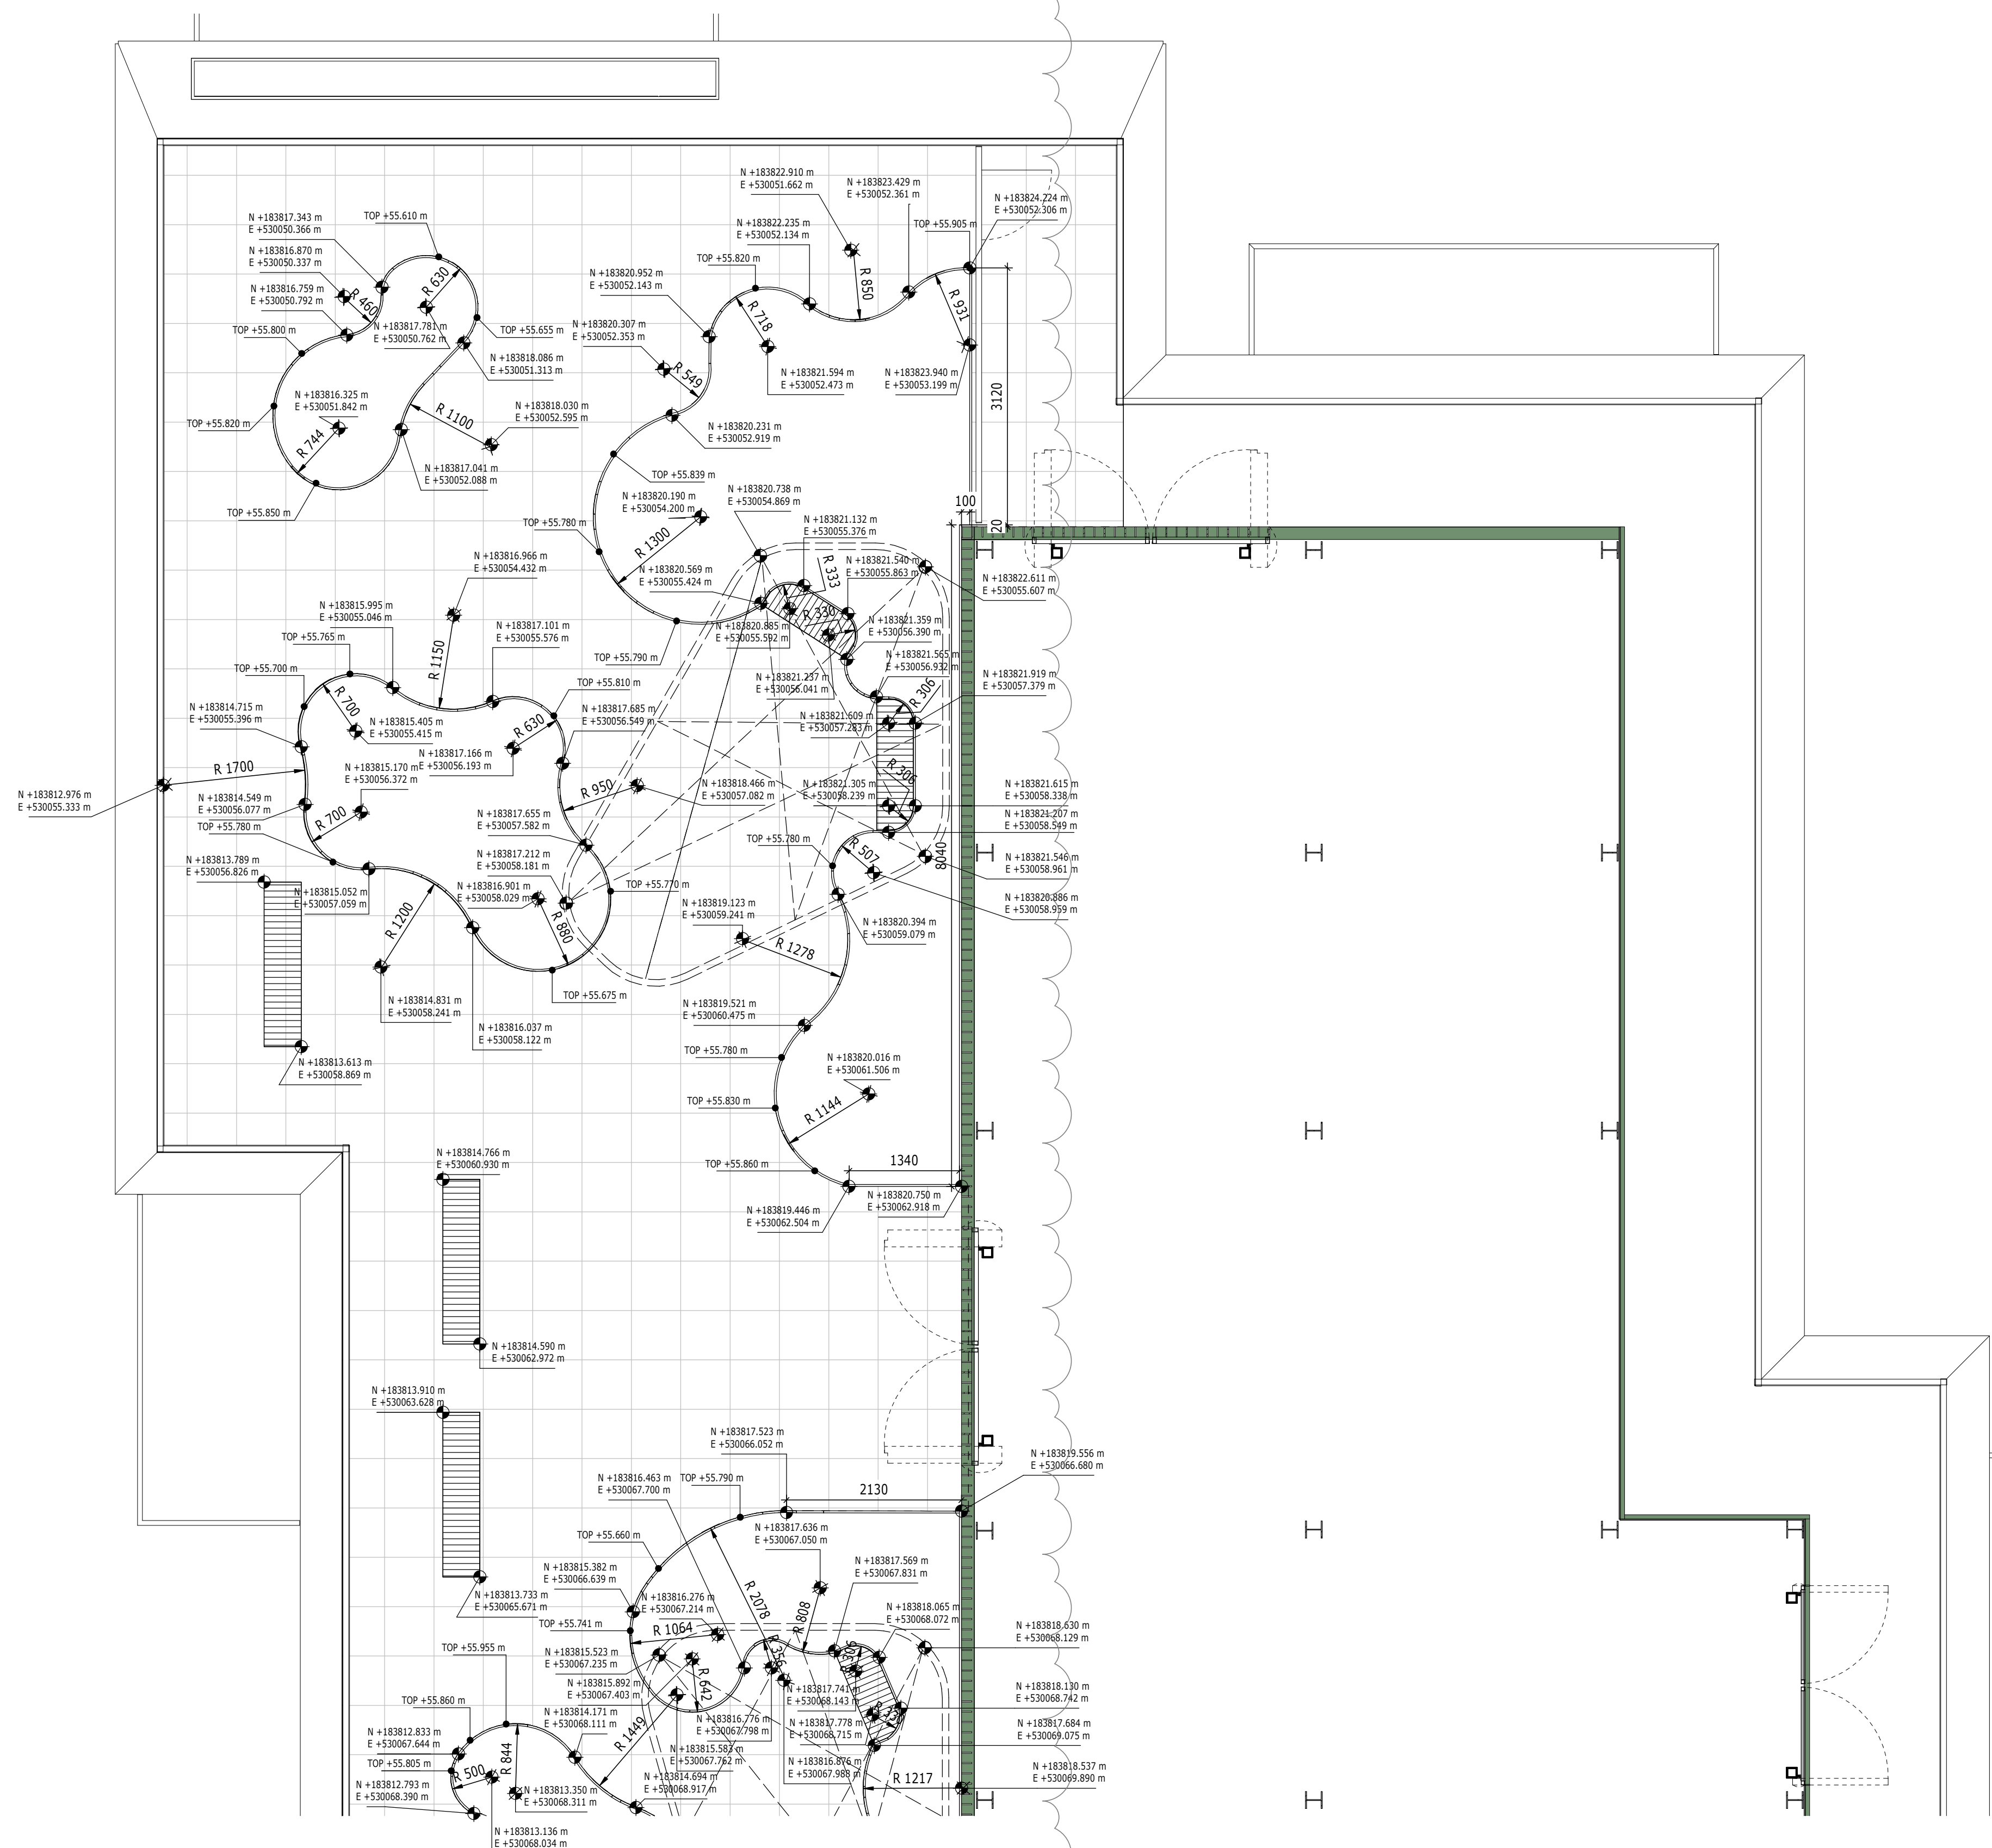 N +183822.910 m
E +530051.662 m
N +183823.429 m
E +530052.361 m
N +183824.224 m
E +530052.306 m
N +183817.343 m
E +530050.366 m
TOP +55.610 m
N +183822.235 m
E +530052.134 m
TOP +55.905 m
N +183816.870 m
E +530050.337 m
TOP +55.820 m
N +183820.952 m
E +530052.143 m
N +183816.759 m
E +530050.792 m
R 460
R 630
R 850
R 931
R 718
N +183817.781 m
E +530050.762 m
TOP +55.800 m
TOP +55.655 m
N +183820.307 m
E +530052.353 m
N +183818.086 m
E +530051.313 m
R 549
N +183821.594 m
E +530052.473 m
N +183823.940 m
E +530053.199 m
3120
N +183816.325 m
E +530051.842 m
R 1100
N +183818.030 m
E +530052.595 m
TOP +55.820 m
R 744
N +183820.231 m
E +530052.919 m
N +183817.041 m
E +530052.088 m
TOP +55.839 m
TOP +55.850 m
N +183820.190 m
E +530054.200 m
N +183820.738 m
E +530054.869 m
100
20
TOP +55.780 m
R 1300
N +183821.132 m
E +530055.376 m
N +183816.966 m
E +530054.432 m
N +183820.569 m
E +530055.424 m
R 333
N +183821.540 m
E +530055.863 m
N +183822.611 m
E +530055.607 m
N +183815.995 m
E +530055.046 m
R 330
N +183817.101 m
E +530055.576 m
N +183820.885 m
E +530055.592 m
N +183821.359 m
E +530056.390 m
TOP +55.765 m
R 1150
TOP +55.790 m
N +183821.565 m
E +530056.932 m
TOP +55.700 m
TOP +55.810 m
N +183821.237 m
E +530056.041 m
N +183821.919 m
E +530057.379 m
R 306
R 700
N +183814.715 m
E +530055.396 m
N +183815.405 m
E +530055.415 m
R 630
N +183817.685 m
E +530056.549 m
N +183821.609 m
E +530057.283 m
N +183817.166 m
E +530056.193 m
R 1700
N +183815.170 m
E +530056.372 m
R 306
N +183812.976 m
E +530055.333 m
N +183814.549 m
E +530056.077 m
R 950
N +183818.466 m
E +530057.082 m
N +183821.305 m
E +530058.239 m
N +183821.615 m
E +530058.338 m
R 700
N +183817.655 m
E +530057.582 m
N +183821.207 m
E +530058.549 m
TOP +55.780 m
TOP +55.780 m
R 507
8040
N +183813.789 m
E +530056.826 m
N +183817.212 m
E +530058.181 m
N +183821.546 m
E +530058.961 m
N +183815.052 m
E +530057.059 m
N +183816.901 m
E +530058.029 m
TOP +55.770 m
N +183820.886 m
E +530058.959 m
R 1200
R 880
N +183819.123 m
E +530059.241 m
N +183820.394 m
E +530059.079 m
R 1278
TOP +55.675 m
N +183814.831 m
E +530058.241 m
N +183819.521 m
E +530060.475 m
N +183816.037 m
E +530058.122 m
TOP +55.780 m
N +183813.613 m
E +530058.869 m
N +183820.016 m
E +530061.506 m
TOP +55.830 m
R 1144
N +183814.766 m
E +530060.930 m
TOP +55.860 m
1340
N +183820.750 m
E +530062.918 m
N +183819.446 m
E +530062.504 m
N +183814.590 m
E +530062.972 m
N +183813.910 m
E +530063.628 m
N +183817.523 m
E +530066.052 m
N +183819.556 m
E +530066.680 m
N +183816.463 m
E +530067.700 m
TOP +55.790 m
2130
TOP +55.660 m
N +183817.636 m
E +530067.050 m
N +183815.382 m
E +530066.639 m
N +183817.569 m
E +530067.831 m
N +183813.733 m
E +530065.671 m
N +183816.276 m
E +530067.214 m
R 2078
R 808
N +183818.065 m
E +530068.072 m
TOP +55.741 m
R 1064
N +183818.630 m
E +530068.129 m
TOP +55.955 m
N +183815.523 m
E +530067.235 m
R 356
N +183815.892 m
E +530067.403 m
R 642
N +183817.741 m
E +530068.143 m
N +183818.130 m
E +530068.742 m
TOP +55.860 m
N +183814.171 m
E +530068.111 m
N +183816.776 m
E +530067.798 m
N +183817.778 m
E +530068.715 m
N +183817.684 m
E +530069.075 m
N +183812.833 m
E +530067.644 m
R 844
R 1449
N +183815.583 m
E +530067.762 m
N +183816.876 m
E +530067.988 m
TOP +55.805 m
R 500
N +183814.694 m
E +530068.917 m
R 1217
N +183818.537 m
E +530069.890 m
N +183812.793 m
E +530068.390 m
N +183813.350 m
E +530068.311 m
N +183813.136 m
E +530068.034 m